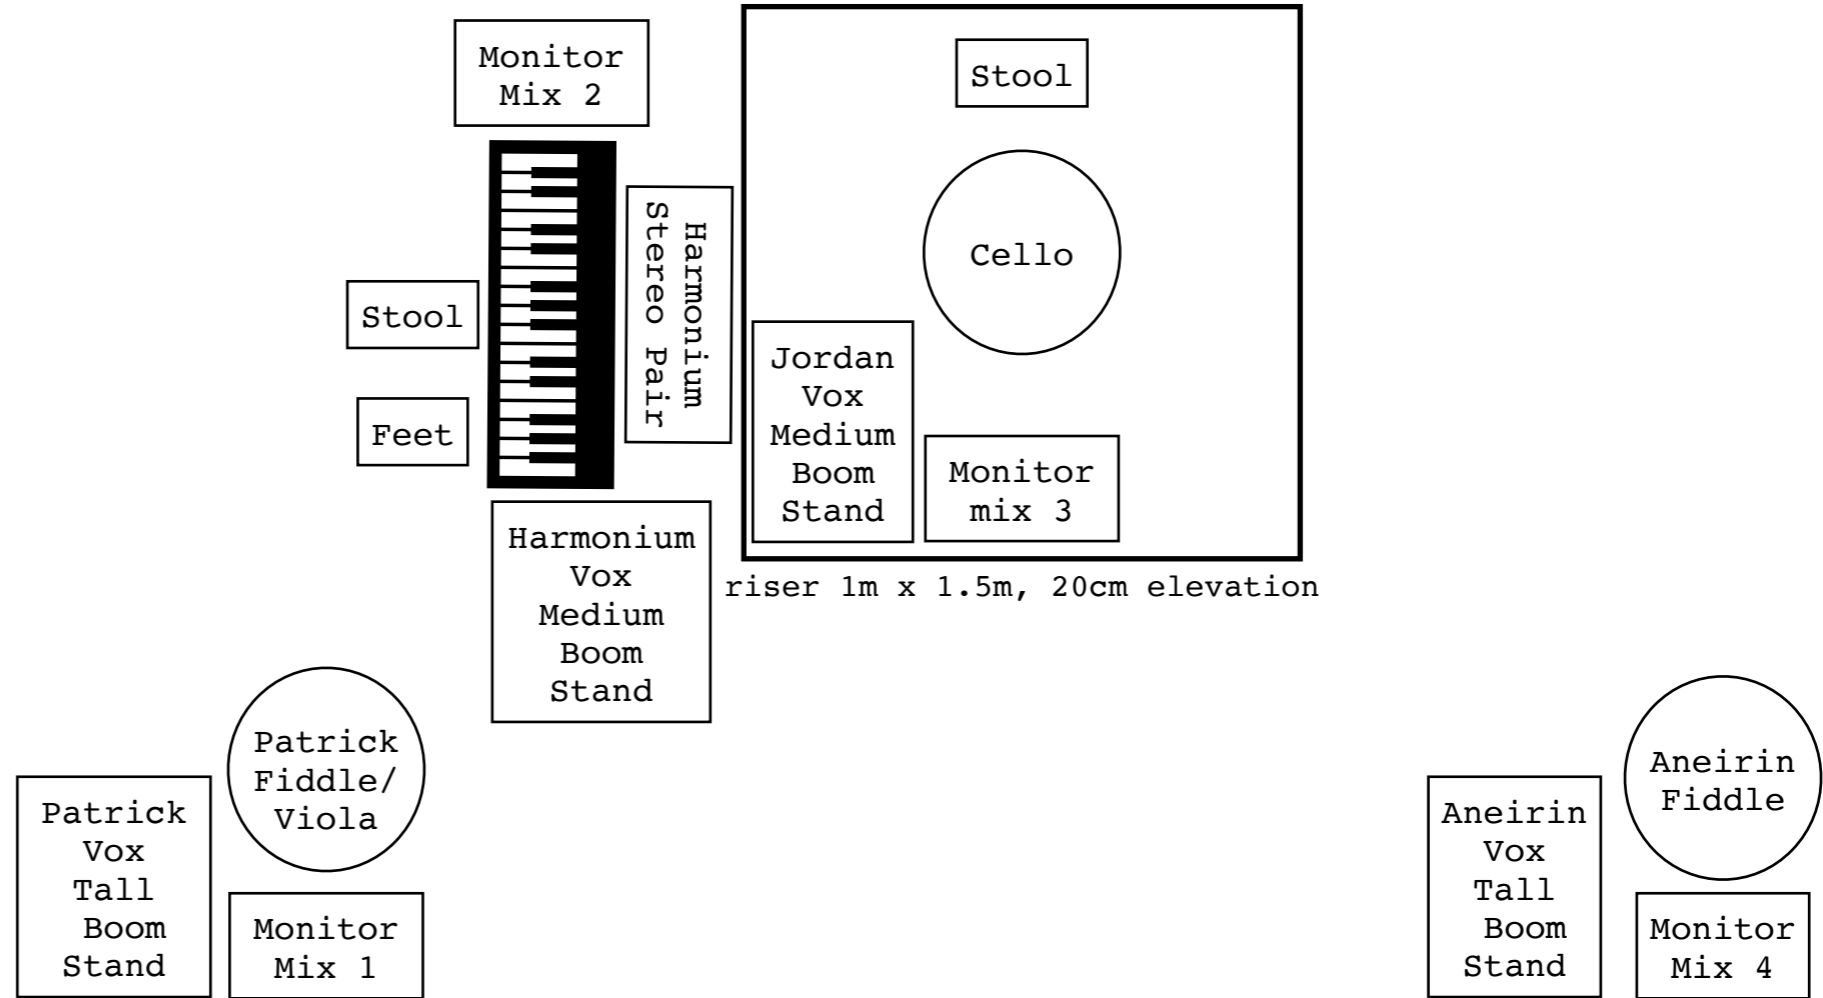 Monitor
Mix 2
Stool
Harmonium
Stereo Pair
Cello
Stool
Feet
Jordan
Vox
Medium
Boom
Stand
Monitor
mix 3
Harmonium
Vox
Medium
Boom
Stand
riser 1m x 1.5m, 20cm elevation
Patrick
Fiddle/
Viola
Patrick
Vox
Tall
Boom
Stand
Monitor
Mix 1
Aneirin
Fiddle
Aneirin
Vox
Tall
Boom
Stand
Monitor
Mix 4